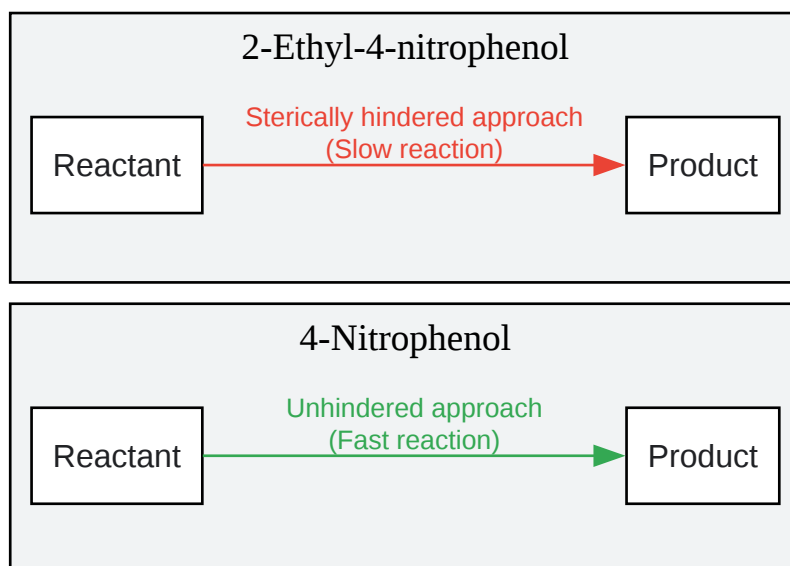 2-Ethyl-4-nitrophenol
Sterically hindered approach
(Slow reaction)
Reactant
Product
4-Nitrophenol
Unhindered approach
(Fast reaction)
Reactant
Product